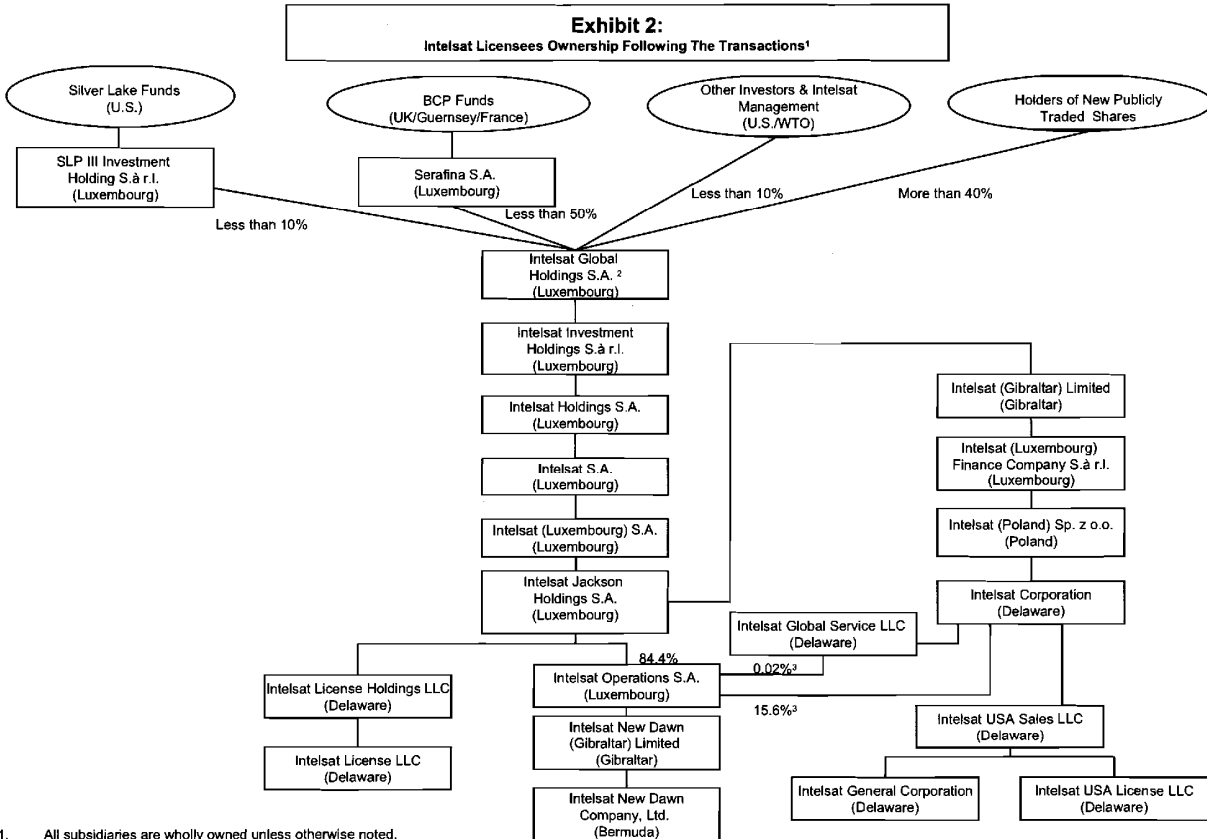 Exhibit 2:
Intelsat Licensees Ownership Following The Transactions¹
Silver Lake Funds
(U.S.)
BCP Funds
(UK/Guernsey/France)
Other Investors & Intelsat
Management
(U.S./WTO)
Holders of New Publicly
Traded Shares
SLP III Investment
Holding S.à r.l.
(Luxembourg)
Serafina S.A.
(Luxembourg)
Less than 10%
Less than 50%
Less than 10%
More than 40%
Intelsat Global
Holdings S.A. ²
(Luxembourg)
Intelsat Investment
Holdings S.à r.l.
(Luxembourg)
Intelsat Holdings S.A.
(Luxembourg)
Intelsat S.A.
(Luxembourg)
Intelsat (Luxembourg) S.A.
(Luxembourg)
Intelsat Jackson
Holdings S.A.
(Luxembourg)
Intelsat (Gibraltar) Limited
(Gibraltar)
Intelsat (Luxembourg)
Finance Company S.à r.l.
(Luxembourg)
Intelsat (Poland) Sp. z o.o.
(Poland)
Intelsat Corporation
(Delaware)
Intelsat Global Service LLC
(Delaware)
84.4%
0.02%³
15.6%³
Intelsat License Holdings LLC
(Delaware)
Intelsat License LLC
(Delaware)
Intelsat Operations S.A.
(Luxembourg)
Intelsat New Dawn
(Gibraltar) Limited
(Gibraltar)
Intelsat New Dawn
Company, Ltd.
(Bermuda)
Intelsat USA Sales LLC
(Delaware)
Intelsat General Corporation
(Delaware)
Intelsat USA License LLC
(Delaware)
1. All subsidiaries are wholly owned unless otherwise noted.